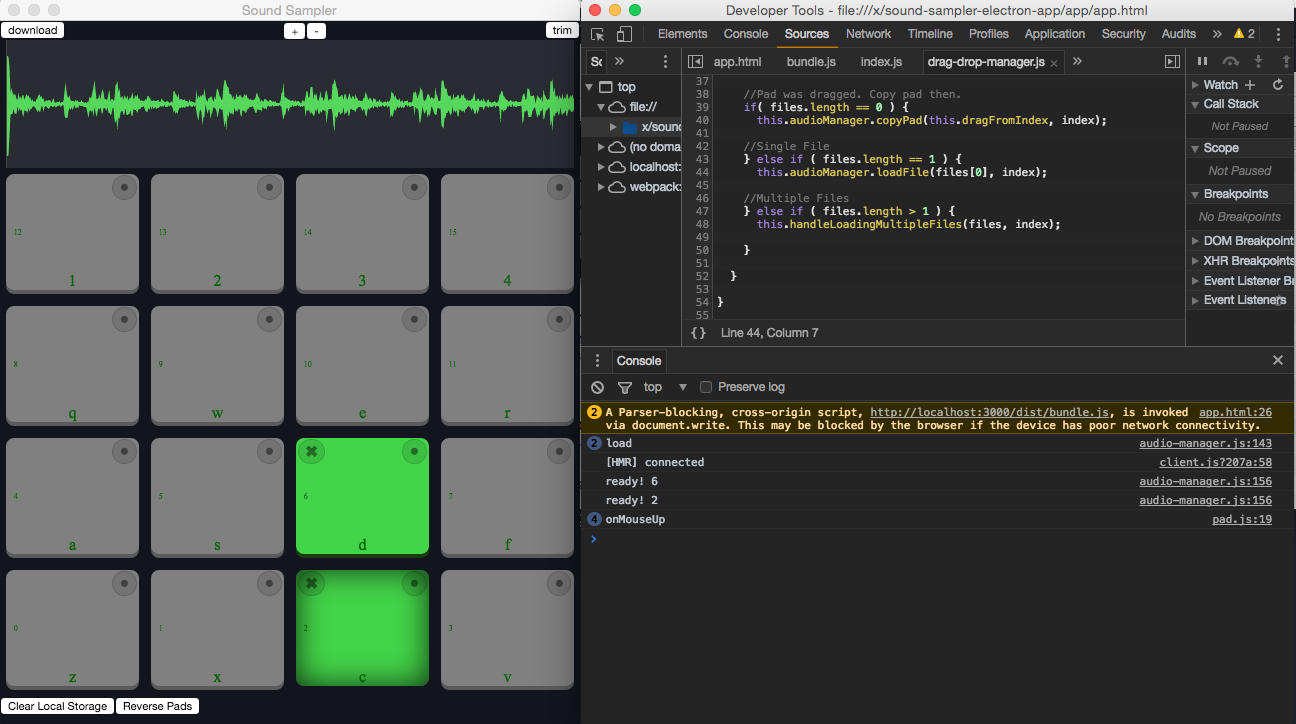 Sound Sampler
download
+
-
trim
12
1
13
2
14
3
15
4
8
q
9
w
10
e
11
r
4
a
5
s
6
d
7
f
0
z
1
x
2
c
3
v
Clear Local Storage
Reverse Pads
Developer Tools - file:///x/sound-sampler-electron-app/app/app.html
Elements Console Sources Network Timeline Profiles Application Security Audits » 2
So »
top
file://
x/sound
(no doma
localhost:
webpack:
app.html bundle.js index.js drag-drop-manager.js × »
37
38 //Pad was dragged. Copy pad then.
39 if( files.length == 0 ) {
40 this.audioManager.copyPad(this.dragFromIndex, index);
41
42 //Single File
43 } else if ( files.length == 1 ) {
44 this.audioManager.loadFile(files[0], index);
45
46 //Multiple Files
47 } else if ( files.length > 1 ) {
48 this.handleLoadingMultipleFiles(files, index);
49
50 }
51
52 }
53
54 }
55
{} Line 44, Column 7
Watch +
Call Stack
Not Paused
Scope
Not Paused
Breakpoints
No Breakpoints
DOM Breakpoint
XHR Breakpoints
Event Listener Br
Event Listeners
Console
top Preserve log
2 A Parser-blocking, cross-origin script, http://localhost:3000/dist/bundle.js, is invoked app.html:26
via document.write. This may be blocked by the browser if the device has poor network connectivity.
2 load audio-manager.js:143
[HMR] connected client.js?207a:58
ready! 6 audio-manager.js:156
ready! 2 audio-manager.js:156
4 onMouseUp pad.js:19
>